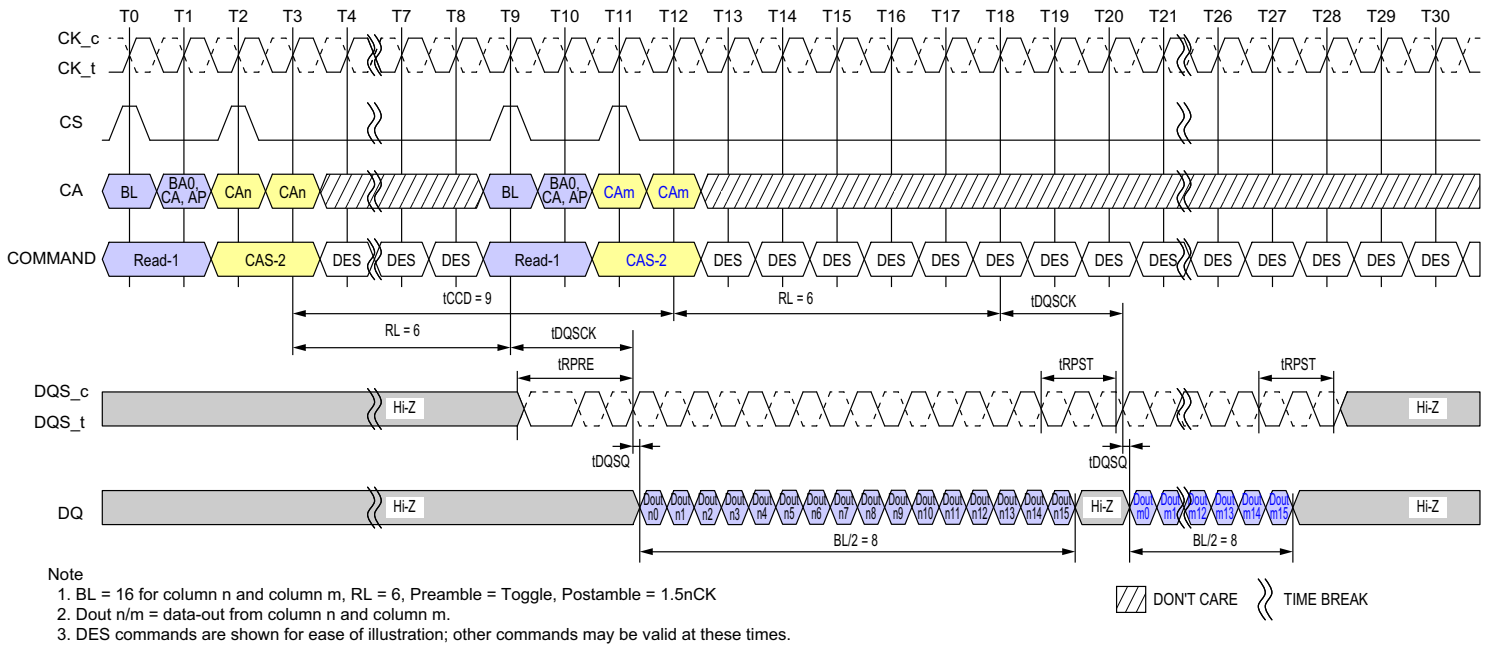 T0 T1 T2 T3 T4 T7 T8 T9 T10 T11 T12 T13 T14 T15 T16 T17 T18 T19 T20 T21 T26 T27 T28 T29 T30
CK_c
CK_t
CS
CA
BL BA0, CA, AP CAn CAn BL BA0, CA, AP CAm CAm
COMMAND
Read-1 CAS-2 DES DES DES Read-1 CAS-2 DES DES DES DES DES DES DES DES DES DES DES DES DES DES
tCCD = 9 RL = 6 tDQSCK
RL = 6 tDQSCK
tRPRE tRPST tRPST
DQS_c
DQS_t
Hi-Z Hi-Z
tDQSQ tDQSQ
DQ
Hi-Z Dout n0 Dout n1 Dout n2 Dout n3 Dout n4 Dout n5 Dout n6 Dout n7 Dout n8 Dout n9 Dout n10 Dout n11 Dout n12 Dout n13 Dout n14 Dout n15 Hi-Z Dout m0 Dout m1 Dout m12 Dout m13 Dout m14 Dout m15 Hi-Z
BL/2 = 8 BL/2 = 8
Note
1. BL = 16 for column n and column m, RL = 6, Preamble = Toggle, Postamble = 1.5nCK
2. Dout n/m = data-out from column n and column m.
3. DES commands are shown for ease of illustration; other commands may be valid at these times.
DON'T CARE TIME BREAK